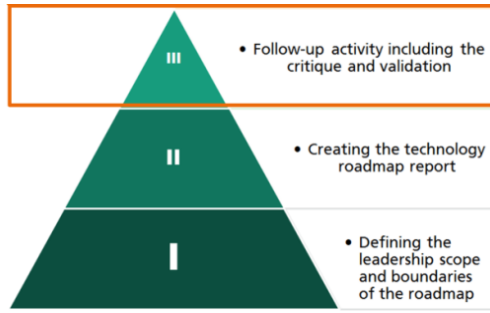 III
• Follow-up activity including the
critique and validation
II
• Creating the technology
roadmap report
I
• Defining the
leadership scope
and boundaries
of the roadmap